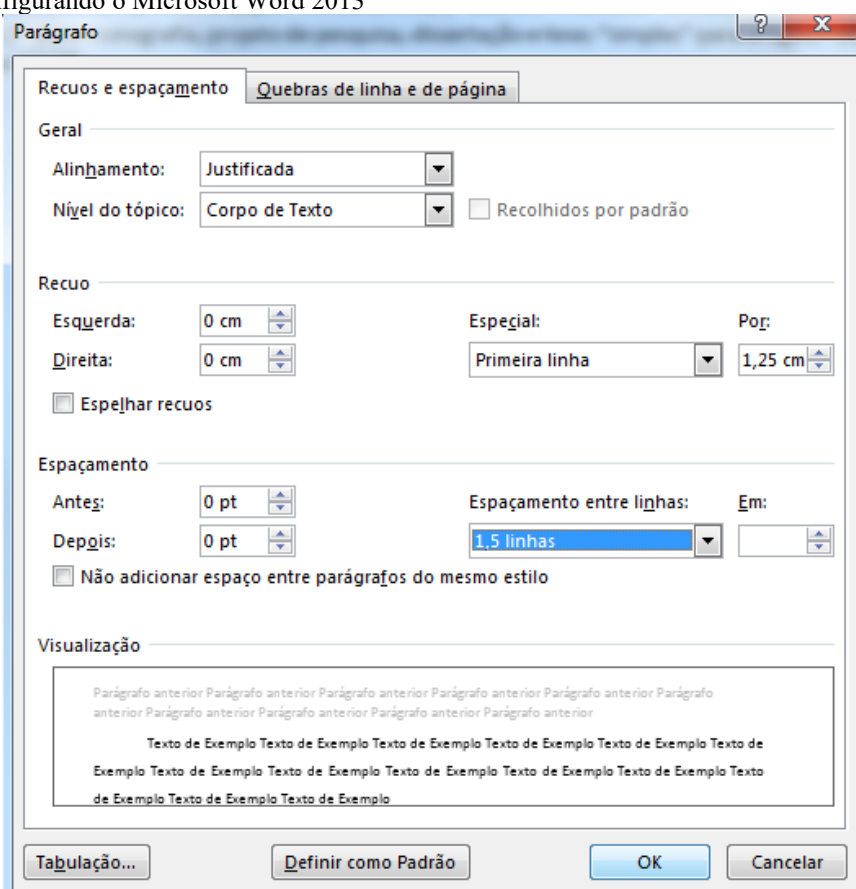 figurando o Microsoft Word 2013
Parágrafo
Recuos e espaçamento Quebras de linha e de página
Geral
Alinhamento: Justificada
Nível do tópico: Corpo de Texto Recolhidos por padrão
Recuo
Esquerda: 0 cm Especial: Por:
Direita: 0 cm Primeira linha 1,25 cm
Espelhar recuos
Espaçamento
Antes: 0 pt Espaçamento entre linhas: Em:
Depois: 0 pt 1,5 linhas
Não adicionar espaço entre parágrafos do mesmo estilo
Visualização
Parágrafo anterior Parágrafo anterior Parágrafo anterior Parágrafo anterior Parágrafo anterior Parágrafo
anterior Parágrafo anterior Parágrafo anterior Parágrafo anterior Parágrafo anterior
Texto de Exemplo Texto de Exemplo Texto de Exemplo Texto de Exemplo Texto de Exemplo Texto de
Exemplo Texto de Exemplo Texto de Exemplo Texto de Exemplo Texto de Exemplo Texto de Exemplo Texto
de Exemplo Texto de Exemplo Texto de Exemplo
Tabulação... Definir como Padrão OK Cancelar